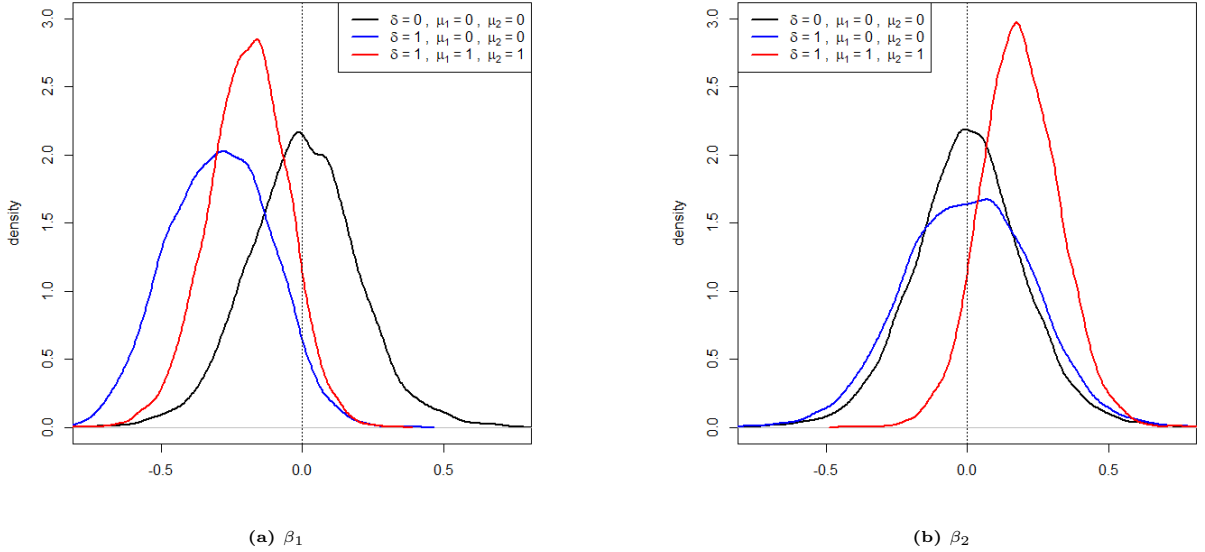 density
0.0 0.5 1.0 1.5 2.0 2.5 3.0
-0.5 0.0 0.5
δ = 0 , μ₁ = 0 , μ₂ = 0
δ = 1 , μ₁ = 0 , μ₂ = 0
δ = 1 , μ₁ = 1 , μ₂ = 1
(a) β₁
density
0.0 0.5 1.0 1.5 2.0 2.5 3.0
-0.5 0.0 0.5
δ = 0 , μ₁ = 0 , μ₂ = 0
δ = 1 , μ₁ = 0 , μ₂ = 0
δ = 1 , μ₁ = 1 , μ₂ = 1
(b) β₂